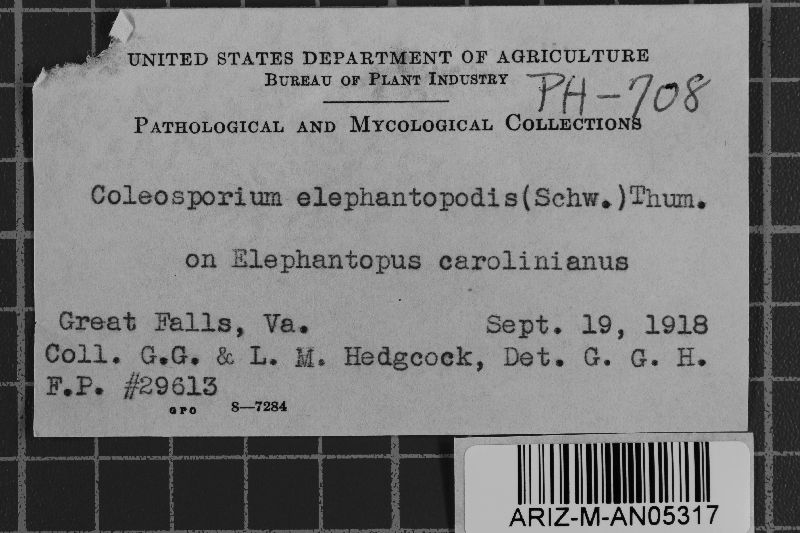 UNITED STATES DEPARTMENT OF AGRICULTURE
BUREAU OF PLANT INDUSTRY
PH-708
PATHOLOGICAL AND MYCOLOGICAL COLLECTIONS
Coleosporium elephantopodis(Schw.)Thum.
on Elephantopus carolinianus
Great Falls, Va. Sept. 19, 1918
Coll. G.G. & L. M. Hedgcock, Det. G. G. H.
F.P. #29613
GPO 8—7284
ARIZ-M-AN05317